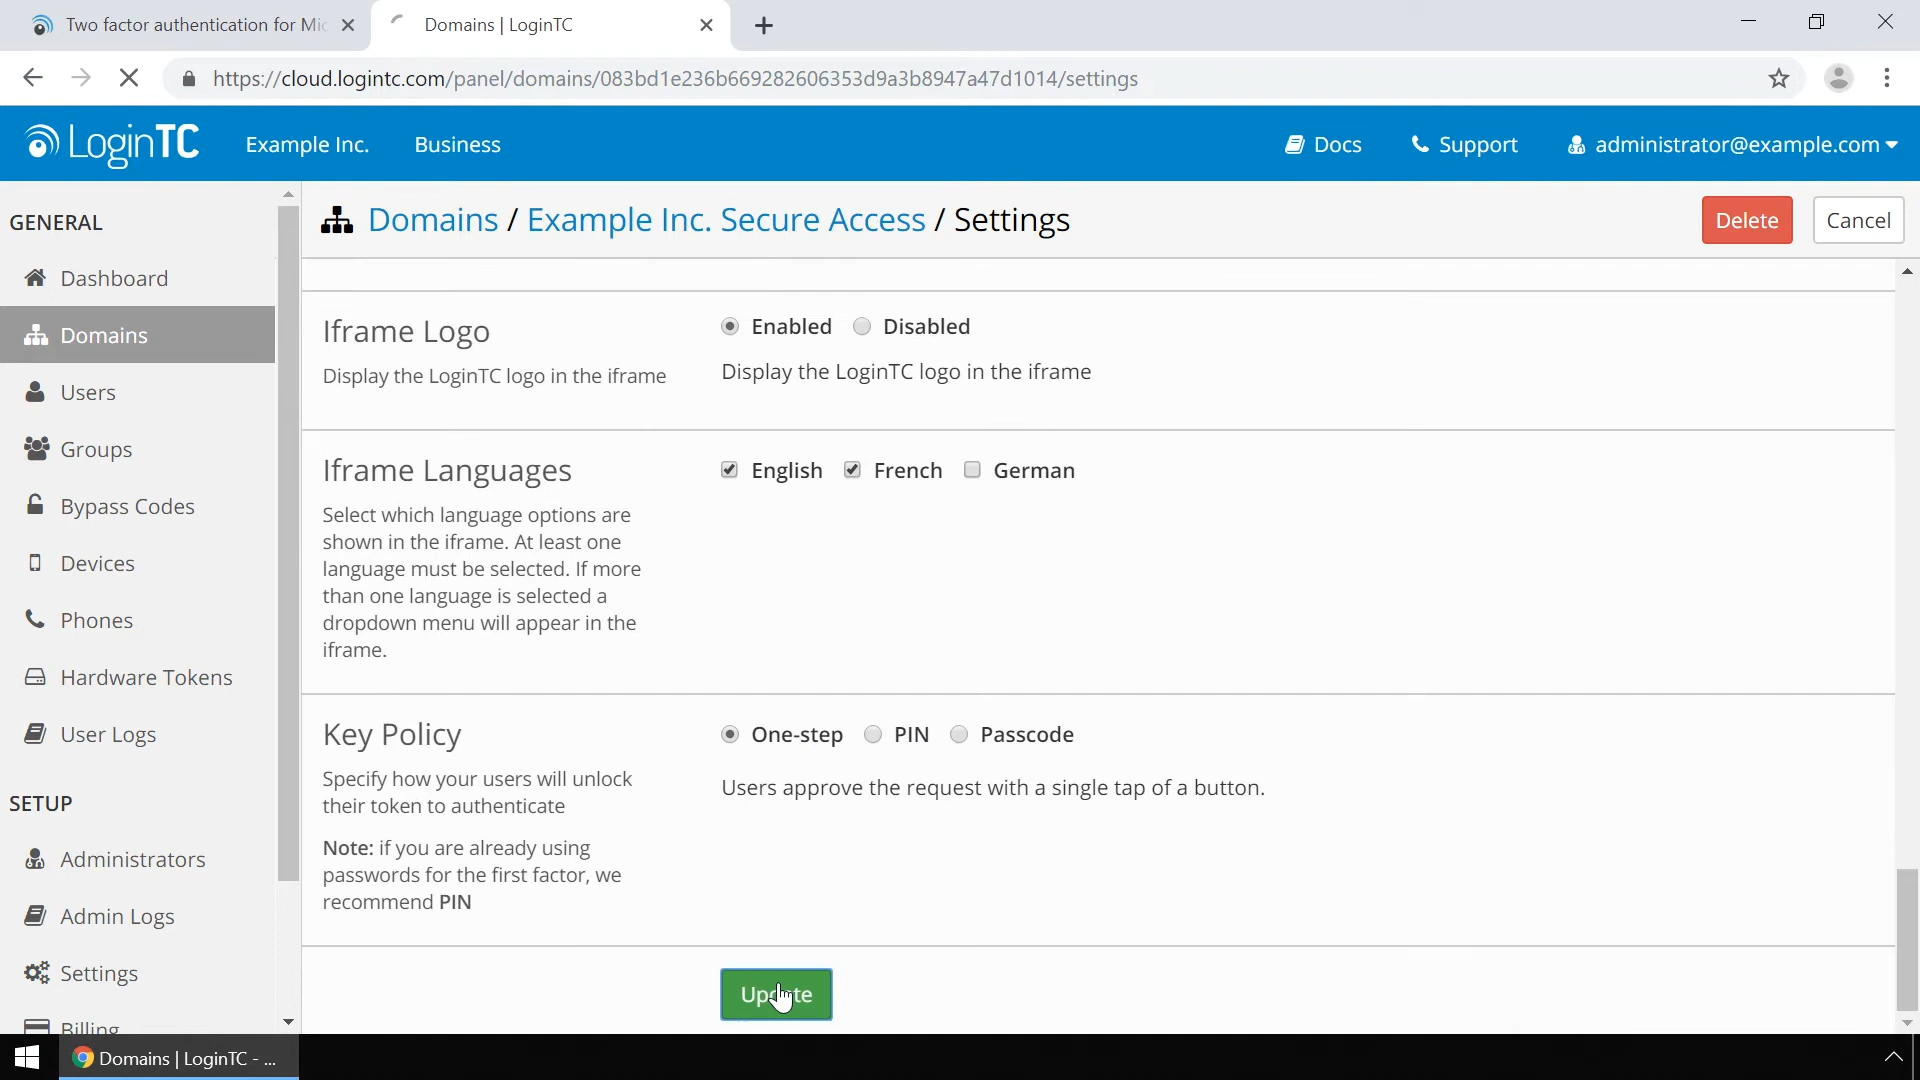 Two factor authentication for Mic
Domains | LoginTC
https://cloud.logintc.com/panel/domains/083bd1e236b669282606353d9a3b8947a47d1014/settings
LoginTC
Example Inc.
Business
Docs
Support
administrator@example.com
GENERAL
Dashboard
Domains
Users
Groups
Bypass Codes
Devices
Phones
Hardware Tokens
User Logs
SETUP
Administrators
Admin Logs
Settings
Billing
Domains / Example Inc. Secure Access / Settings
Delete
Cancel
Iframe Logo
Display the LoginTC logo in the iframe
Enabled
Disabled
Display the LoginTC logo in the iframe
Iframe Languages
Select which language options are
shown in the iframe. At least one
language must be selected. If more
than one language is selected a
dropdown menu will appear in the
iframe.
English
French
German
Key Policy
Specify how your users will unlock
their token to authenticate
Note: if you are already using
passwords for the first factor, we
recommend PIN
One-step
PIN
Passcode
Users approve the request with a single tap of a button.
Update
Domains | LoginTC - ...